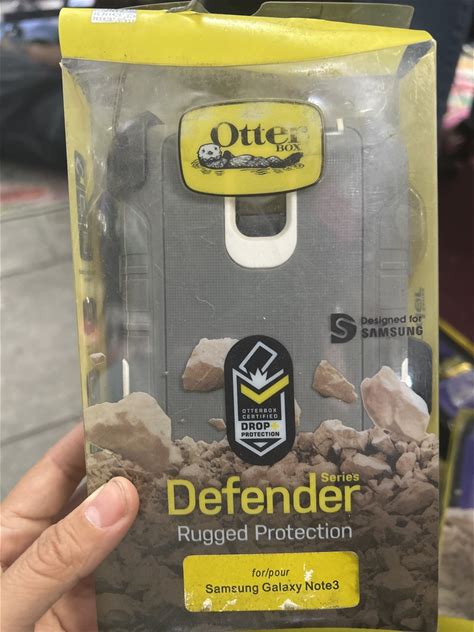 Otter
BOX
Designed for
SAMSUNG
OTTERBOX
CERTIFIED
DROP+
PROTECTION
Series
Defender
Rugged Protection
for/pour
Samsung Galaxy Note3